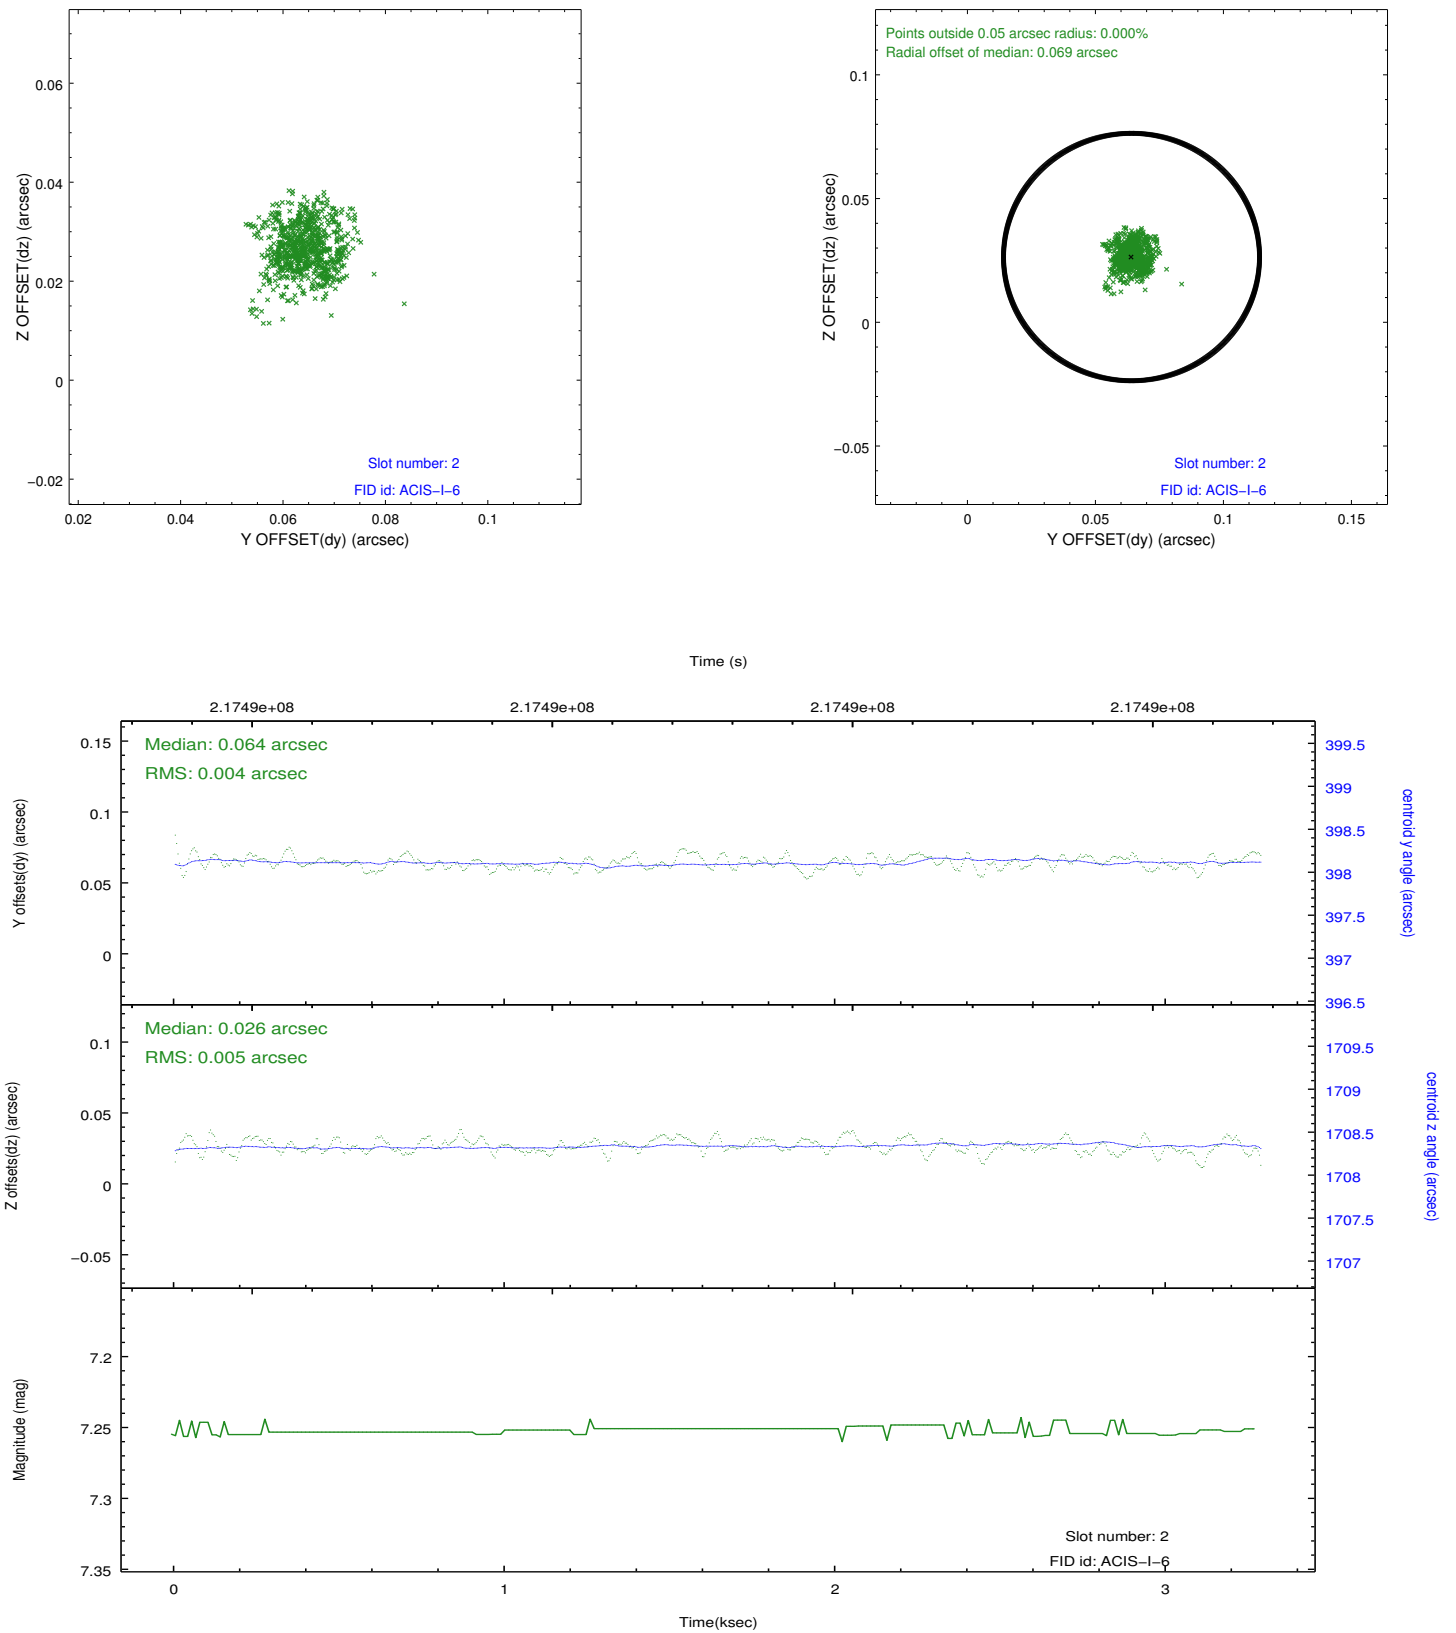 0.06
0.04
0.02
0
−0.02
Z OFFSET(dz) (arcsec)
Slot number: 2
FID id: ACIS−I−6
0.02 0.04 0.06 0.08 0.1
Y OFFSET(dy) (arcsec)
Points outside 0.05 arcsec radius: 0.000%
Radial offset of median: 0.069 arcsec
0.1
0.05
0
−0.05
Z OFFSET(dz) (arcsec)
Slot number: 2
FID id: ACIS−I−6
0 0.05 0.1 0.15
Y OFFSET(dy) (arcsec)
Time (s)
2.1749e+08 2.1749e+08 2.1749e+08 2.1749e+08
Median: 0.064 arcsec
RMS: 0.004 arcsec
0.15
0.1
0.05
0
Y offsets(dy) (arcsec)
399.5
399
398.5
398
397.5
397
396.5
centroid y angle (arcsec)
Median: 0.026 arcsec
RMS: 0.005 arcsec
0.1
0.05
0
−0.05
Z offsets(dz) (arcsec)
1709.5
1709
1708.5
1708
1707.5
1707
centroid z angle (arcsec)
7.2
7.25
7.3
7.35
Magnitude (mag)
Slot number: 2
FID id: ACIS−I−6
0 1 2 3
Time(ksec)